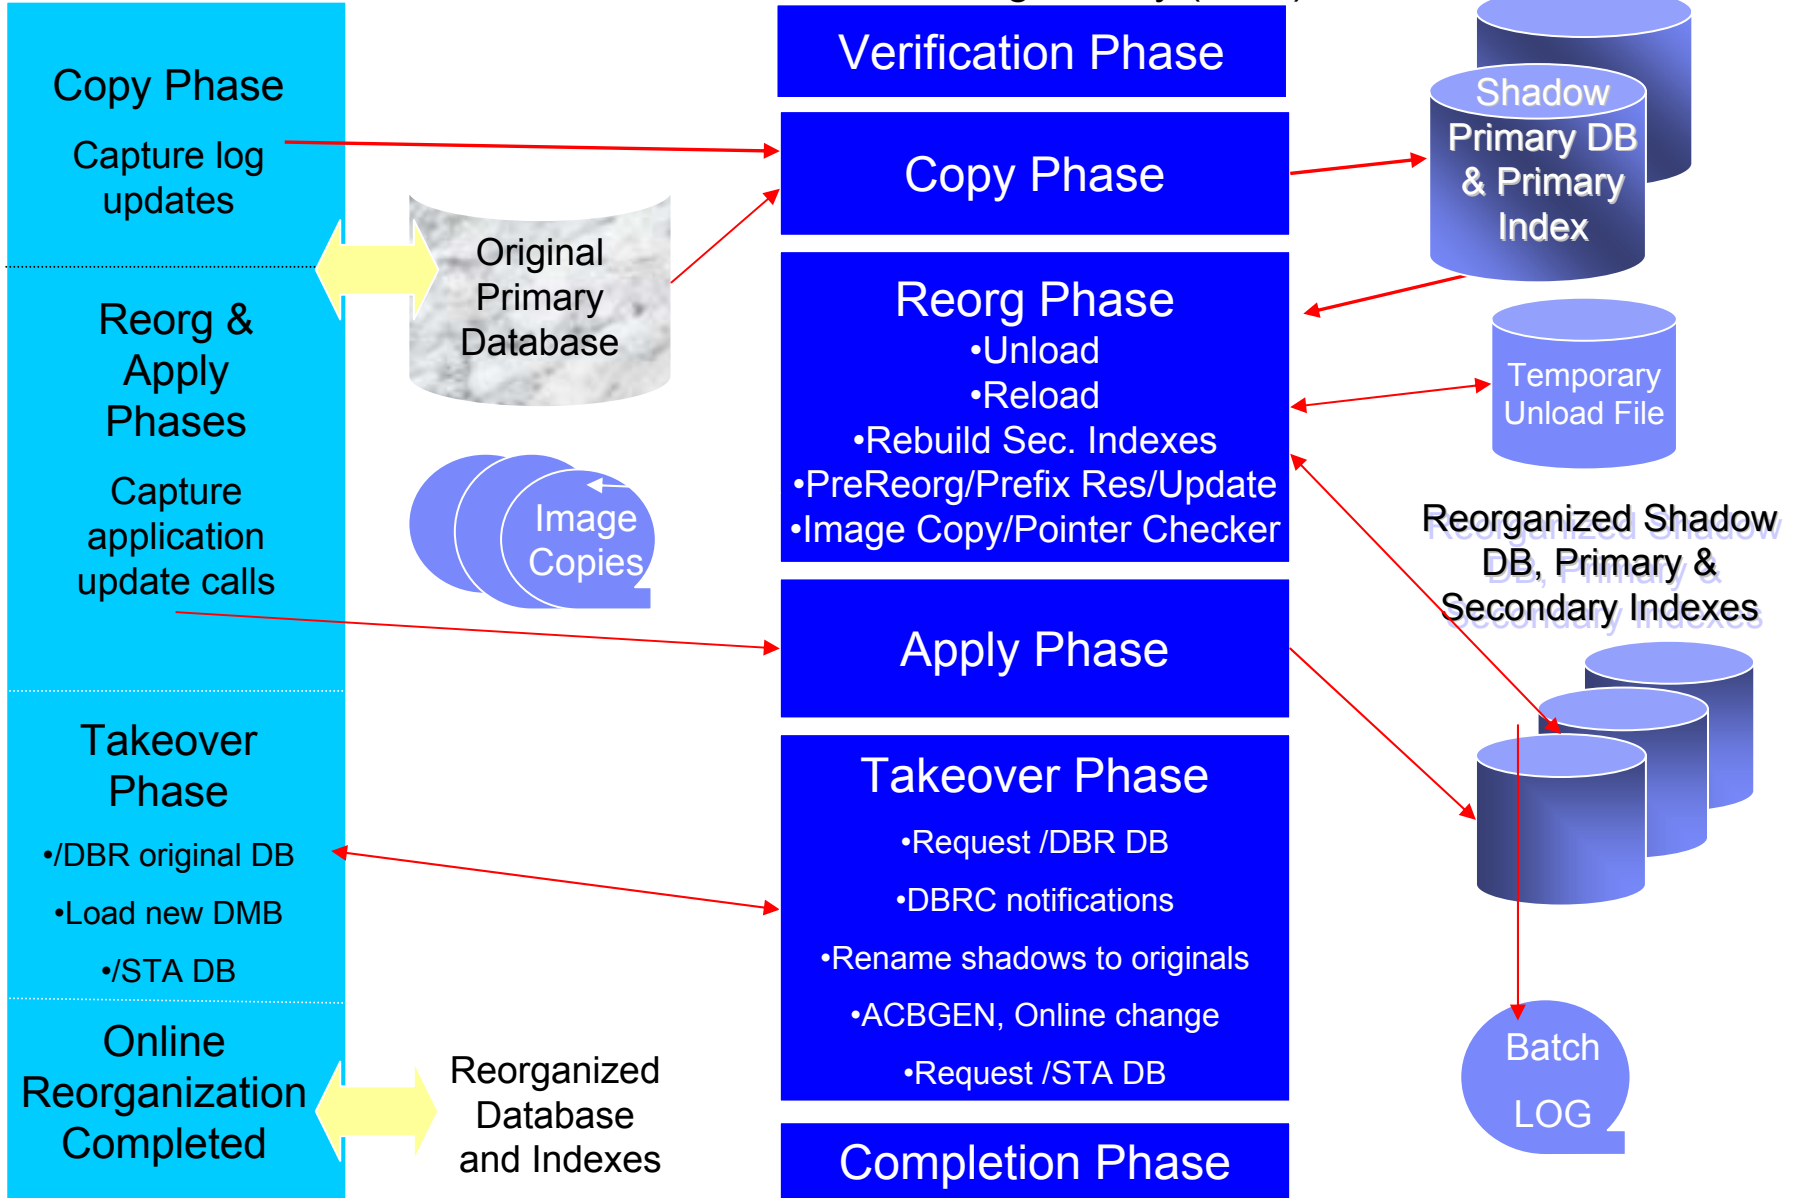 Verification Phase
Copy Phase
Capture log
updates
Reorg &
Apply
Phases
Capture
application
update calls
Takeover
Phase
•/DBR original DB
•Load new DMB
•/STA DB
Online
Reorganization
Completed
Original
Primary
Database
Image
Copies
Reorganized
Database
and Indexes
Copy Phase
Reorg Phase
•Unload
•Reload
•Rebuild Sec. Indexes
•PreReorg/Prefix Res/Update
•Image Copy/Pointer Checker
Apply Phase
Takeover Phase
•Request /DBR DB
•DBRC notifications
•Rename shadows to originals
•ACBGEN, Online change
•Request /STA DB
Completion Phase
Shadow
Primary DB
& Primary
Index
Temporary
Unload File
Reorganized Shadow
DB, Primary &
Secondary Indexes
Batch
LOG